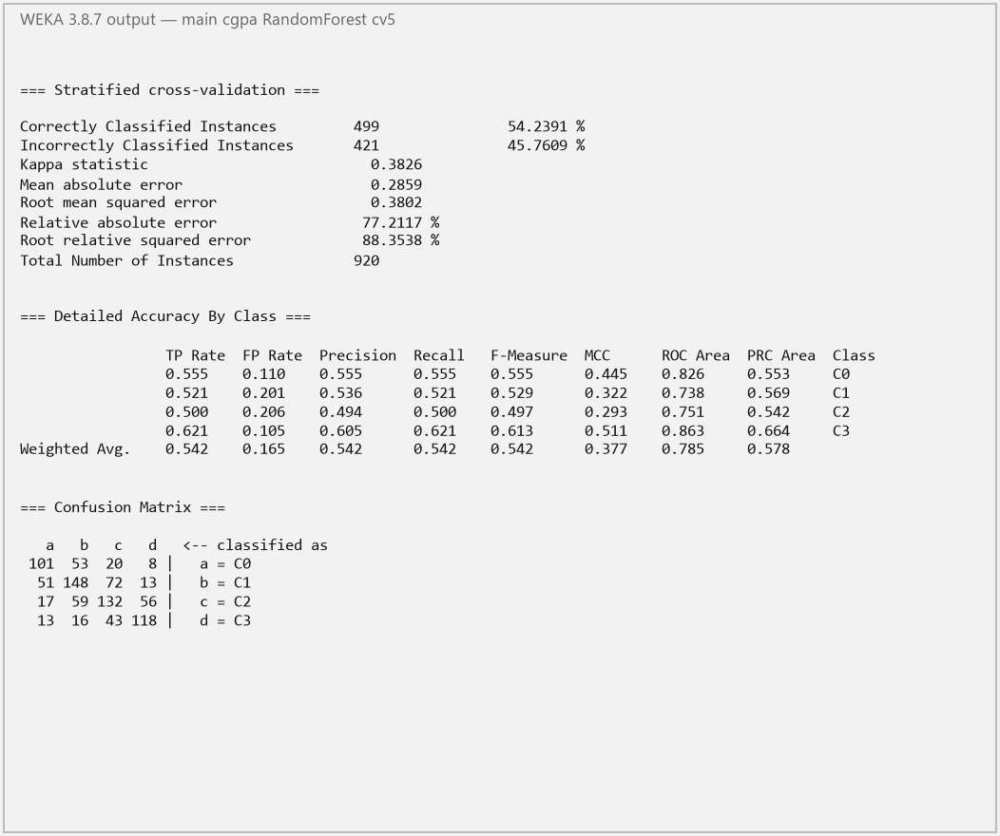 WEKA 3.8.7 output — main cgpa RandomForest cv5
=== Stratified cross-validation ===
Correctly Classified Instances         499               54.2391 %
Incorrectly Classified Instances       421               45.7609 %
Kappa statistic                          0.3826
Mean absolute error                      0.2859
Root mean squared error                  0.3802
Relative absolute error                 77.2117 %
Root relative squared error             88.3538 %
Total Number of Instances              920
=== Detailed Accuracy By Class ===
                 TP Rate  FP Rate  Precision  Recall   F-Measure  MCC      ROC Area  PRC Area  Class
                 0.555    0.110    0.555      0.555    0.555      0.445    0.826     0.553     C0
                 0.521    0.201    0.536      0.521    0.529      0.322    0.738     0.569     C1
                 0.500    0.206    0.494      0.500    0.497      0.293    0.751     0.542     C2
                 0.621    0.105    0.605      0.621    0.613      0.511    0.863     0.664     C3
Weighted Avg.    0.542    0.165    0.542      0.542    0.542      0.377    0.785     0.578
=== Confusion Matrix ===
   a   b   c   d   <-- classified as
 101  53  20   8 |   a = C0
  51 148  72  13 |   b = C1
  17  59 132  56 |   c = C2
  13  16  43 118 |   d = C3